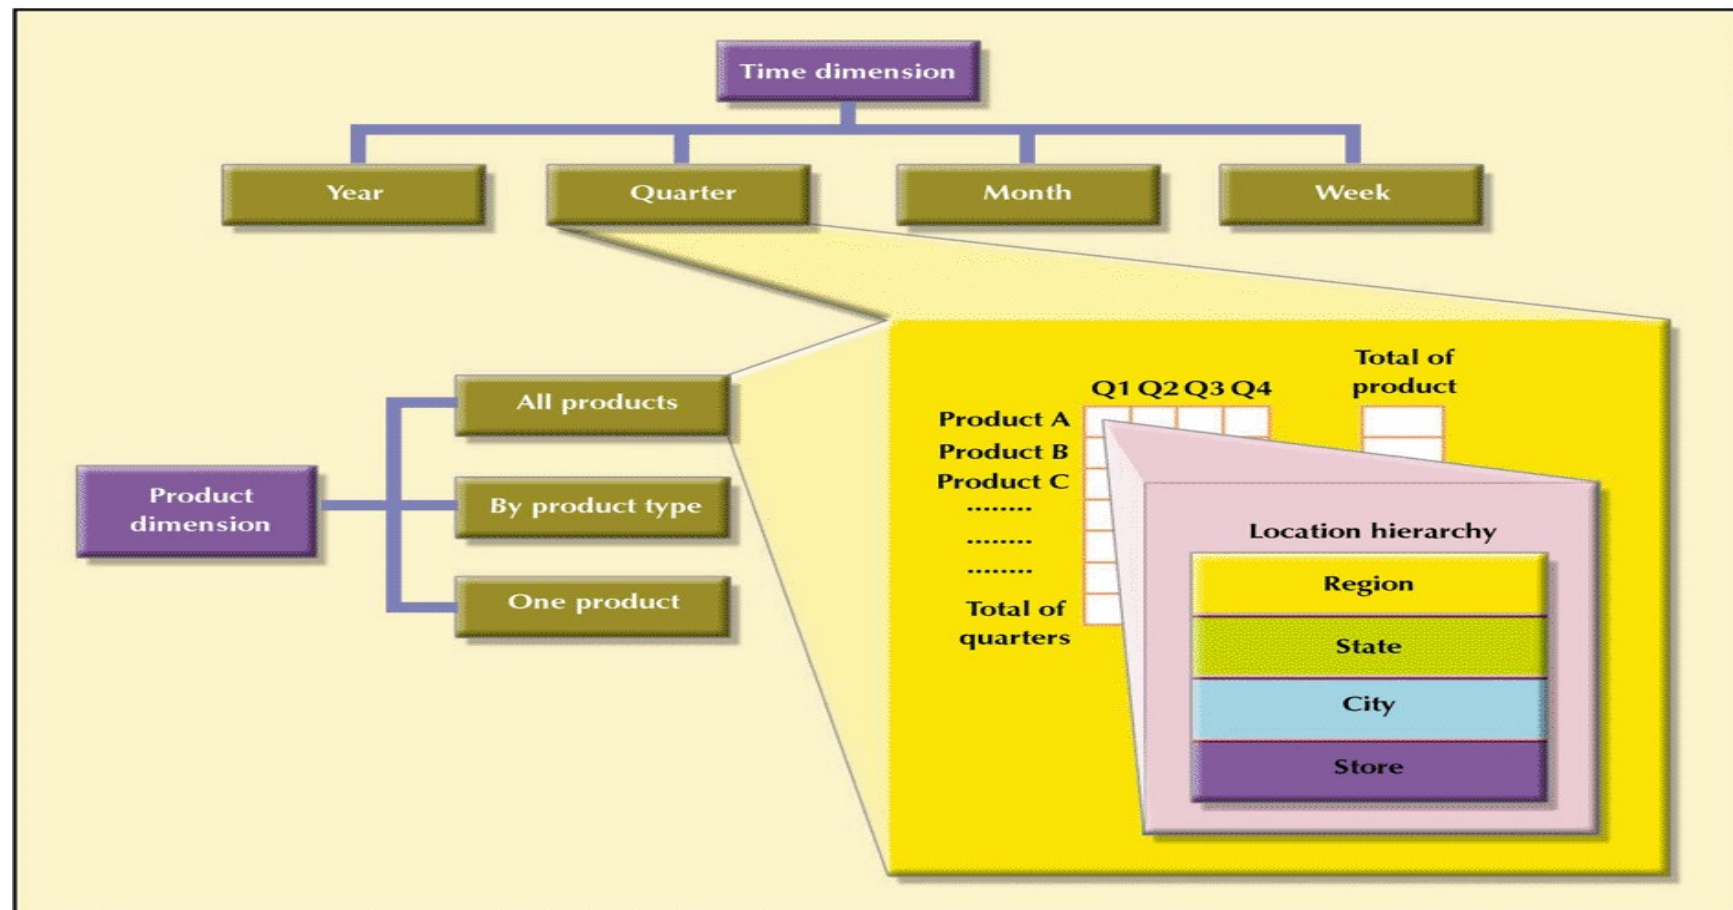 Time dimension
Year
Quarter
Month
Week
All products
By product type
One product
Product
dimension
Total of
product
Q1 Q2 Q3 Q4
Product A
Product B
Product C
........
........
........
Total of
quarters
Location hierarchy
Region
State
City
Store